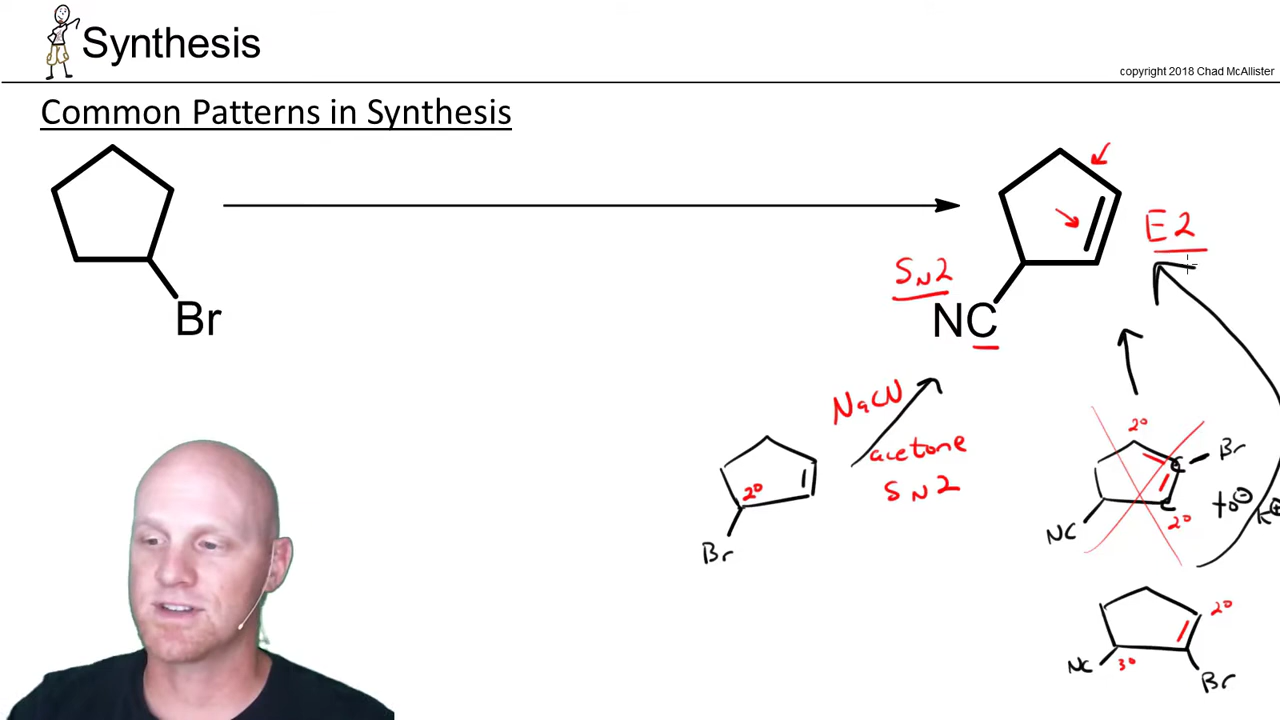 Synthesis
copyright 2018 Chad McAllister
Common Patterns in Synthesis
Br
NC
SN2
E2
NaCN
acetone
SN2
2°
Br
2°
Br
2°
NC
+o⊖
K⊕
2°
NC
3°
Br